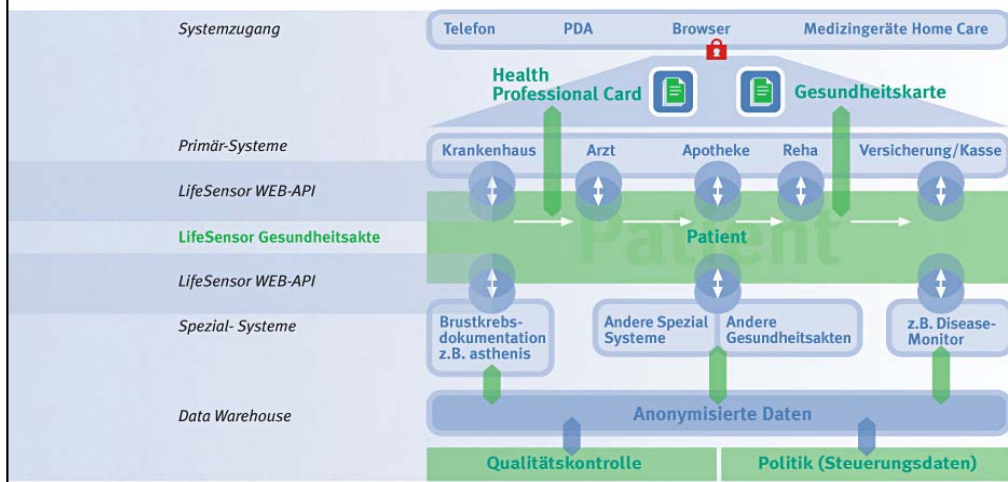 Systemzugang
Telefon PDA Browser Medizingeräte Home Care
Health
Professional Card
Gesundheitskarte
Primär-Systeme
Krankenhaus Arzt Apotheke Reha Versicherung/Kasse
LifeSensor WEB-API
Patient
LifeSensor Gesundheitsakte
Patient
LifeSensor WEB-API
Spezial- Systeme
Brustkrebs-
dokumentation
z.B. asthenis
Andere Spezial
Systeme
Andere
Gesundheitsakten
z.B. Disease-
Monitor
Data Warehouse
Anonymisierte Daten
Qualitätskontrolle
Politik (Steuerungsdaten)